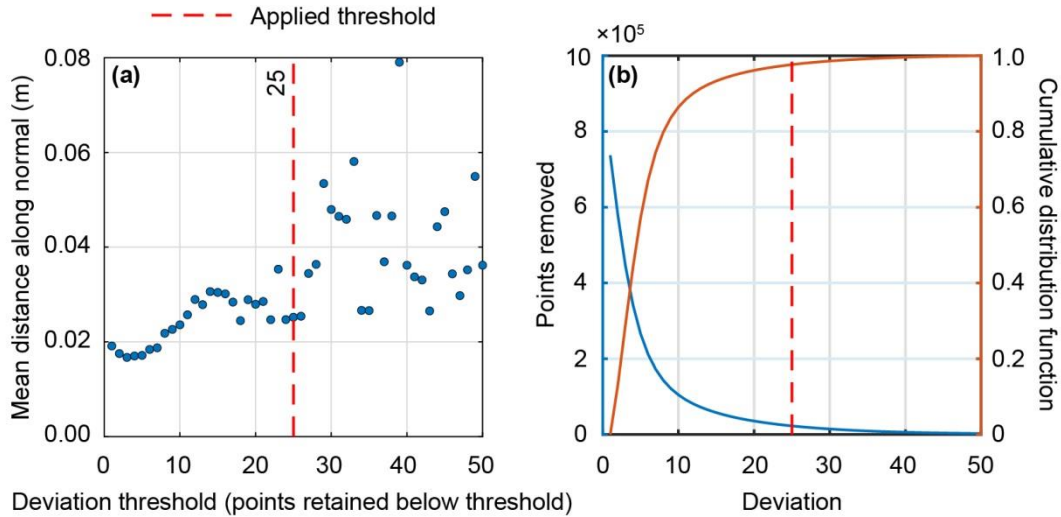 Applied threshold
(a)
25
Mean distance along normal (m)
0.08
0.06
0.04
0.02
0.00
0 10 20 30 40 50
Deviation threshold (points retained below threshold)
×10⁵
(b)
Points removed
10
8
6
4
2
0
0 10 20 30 40 50
Deviation
1.0
0.8
0.6
0.4
0.2
0
Cumulative distribution function